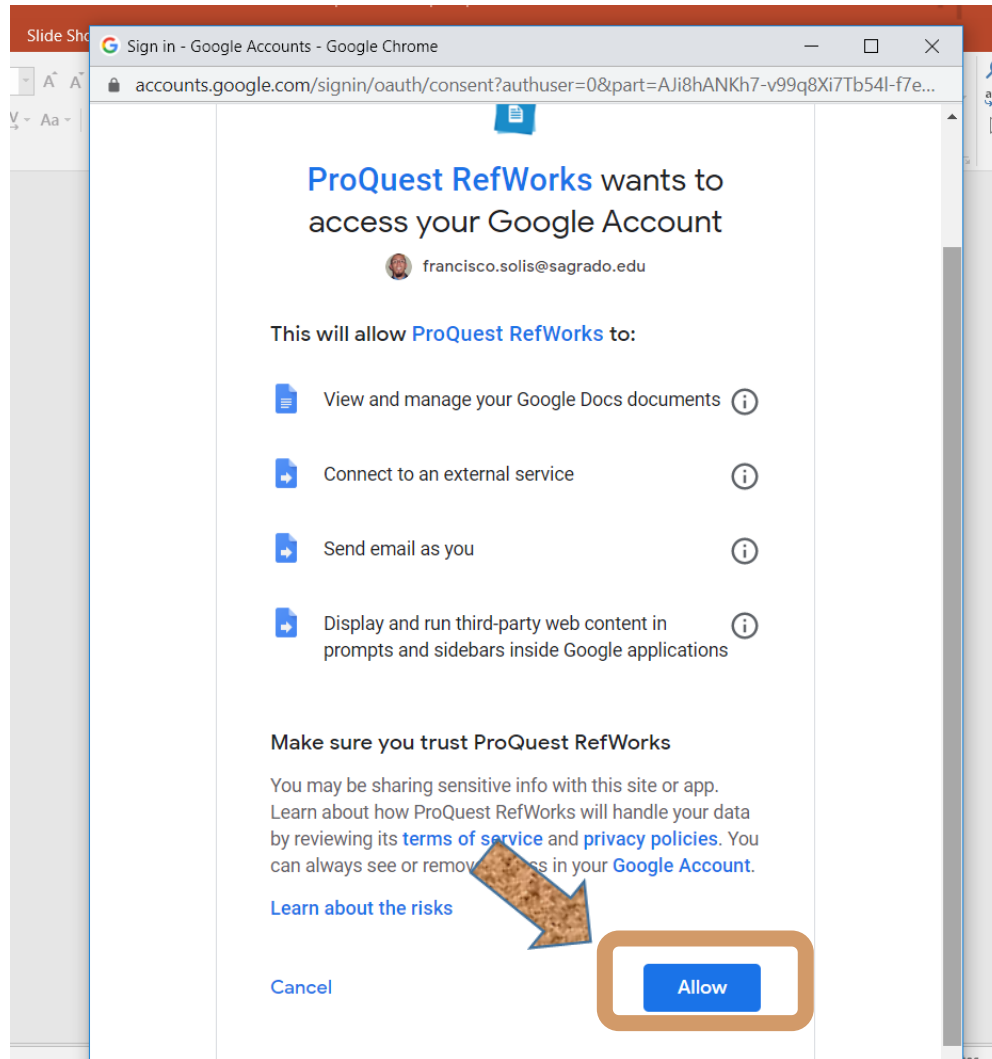 Slide Sho
Sign in - Google Accounts - Google Chrome
accounts.google.com/signin/oauth/consent?authuser=0&part=AJi8hANKh7-v99q8Xi7Tb54l-f7e...
Aa
ProQuest RefWorks wants to
access your Google Account
francisco.solis@sagrado.edu
This will allow ProQuest RefWorks to:
View and manage your Google Docs documents
Connect to an external service
Send email as you
Display and run third-party web content in
prompts and sidebars inside Google applications
Make sure you trust ProQuest RefWorks
You may be sharing sensitive info with this site or app.
Learn about how ProQuest RefWorks will handle your data
by reviewing its terms of service and privacy policies. You
can always see or remov ss in your Google Account.
Learn about the risks
Cancel
Allow